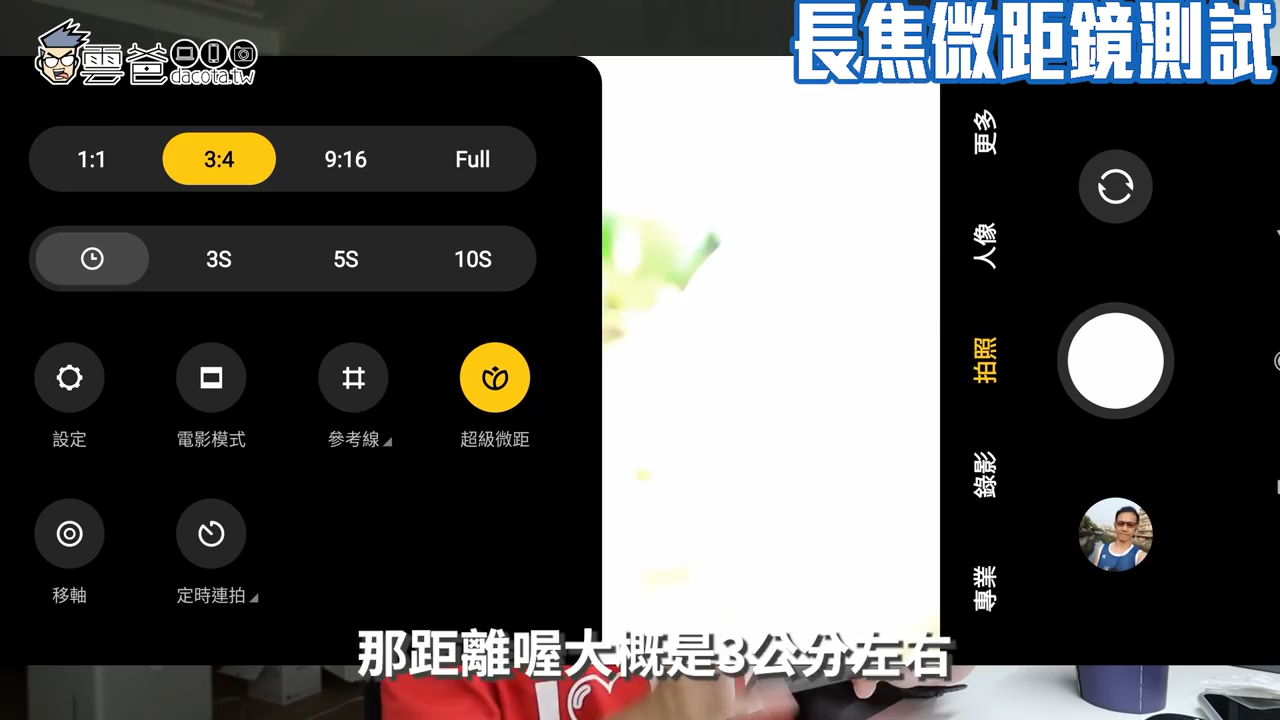 長焦微距鏡測試
雲爸
dacota.tw
1:1 3:4 9:16 Full
3S 5S 10S
設定 電影模式 參考線 超級微距
移軸 定時連拍
更多
人像
拍照
錄影
專業
那距離喔大概是3公分左右